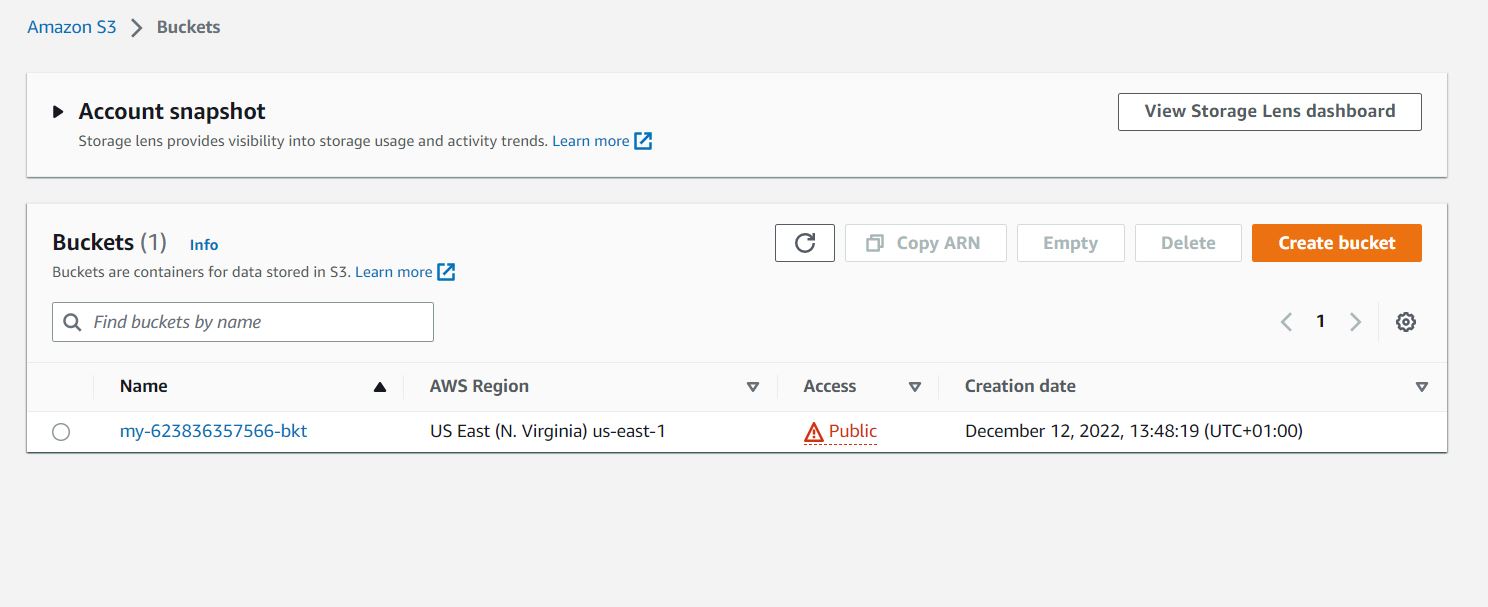 Amazon S3 > Buckets
Account snapshot
View Storage Lens dashboard
Storage lens provides visibility into storage usage and activity trends. Learn more
Buckets (1) Info
Copy ARN Empty Delete Create bucket
Buckets are containers for data stored in S3. Learn more
Find buckets by name
1
Name AWS Region Access Creation date
my-623836357566-bkt US East (N. Virginia) us-east-1 Public December 12, 2022, 13:48:19 (UTC+01:00)